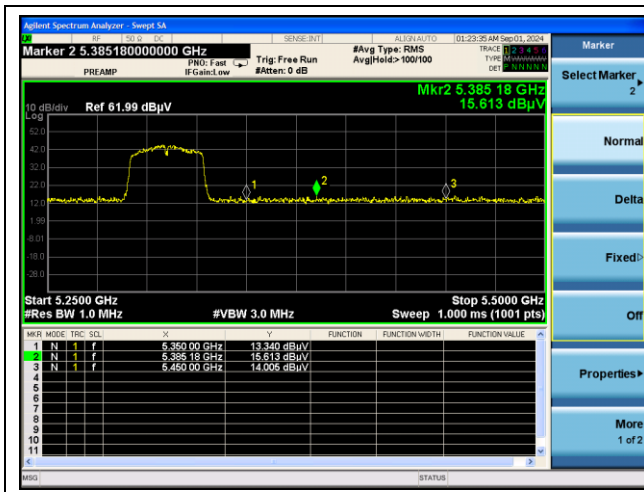 Agilent Spectrum Analyzer - Swept SA
RF 50 Ω DC SENSE:INT ALIGN AUTO 01:23:35 AM Sep 01, 2024
Marker 2 5.385180000000 GHz
#Avg Type: RMS
TRACE 1 2 3 4 5 6
PREAMP
PNO: Fast
Trig: Free Run
Avg|Hold:>100/100
TYPE M
IFGain:Low
#Atten: 0 dB
DET P N N N N N
Mkr2 5.385 18 GHz
15.613 dBµV
10 dB/div Ref 61.99 dBµV
Log
52.0
42.0
32.0
22.0
12.0
1.99
-8.01
-18.0
-28.0
1
2
3
Start 5.2500 GHz Stop 5.5000 GHz
#Res BW 1.0 MHz #VBW 3.0 MHz Sweep 1.000 ms (1001 pts)
MKR MODE TRC SCL X Y FUNCTION FUNCTION WIDTH FUNCTION VALUE
1 N 1 f 5.350 00 GHz 13.340 dBµV
2 N 1 f 5.385 18 GHz 15.613 dBµV
3 N 1 f 5.450 00 GHz 14.005 dBµV
4
5
6
7
8
9
10
11
MSG STATUS
Marker
Select Marker
2
Normal
Delta
Fixed
Off
Properties
More
1 of 2